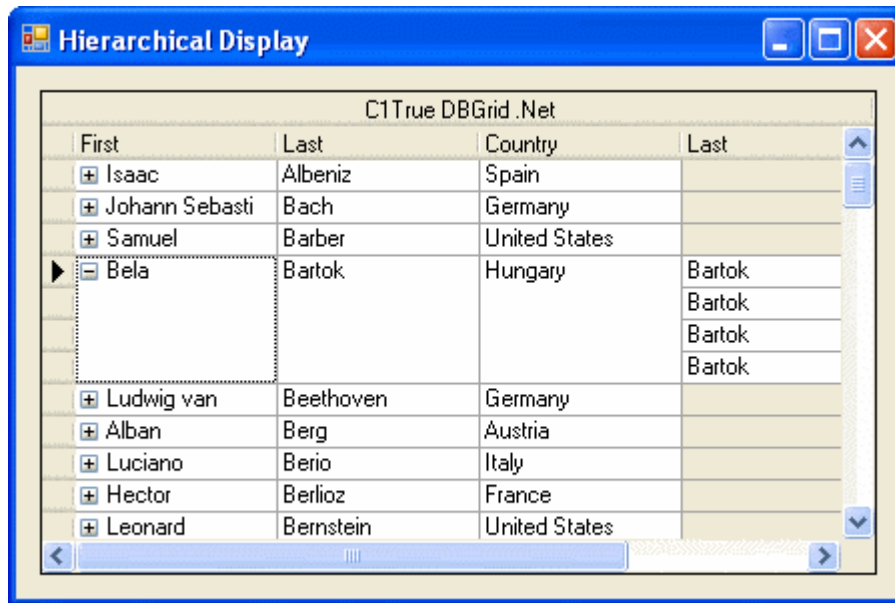 Hierarchical Display
C1True DBGrid .Net
First Last Country Last
Isaac Albeniz Spain
Johann Sebasti Bach Germany
Samuel Barber United States
Bela Bartok Hungary Bartok
Bartok
Bartok
Bartok
Ludwig van Beethoven Germany
Alban Berg Austria
Luciano Berio Italy
Hector Berlioz France
Leonard Bernstein United States